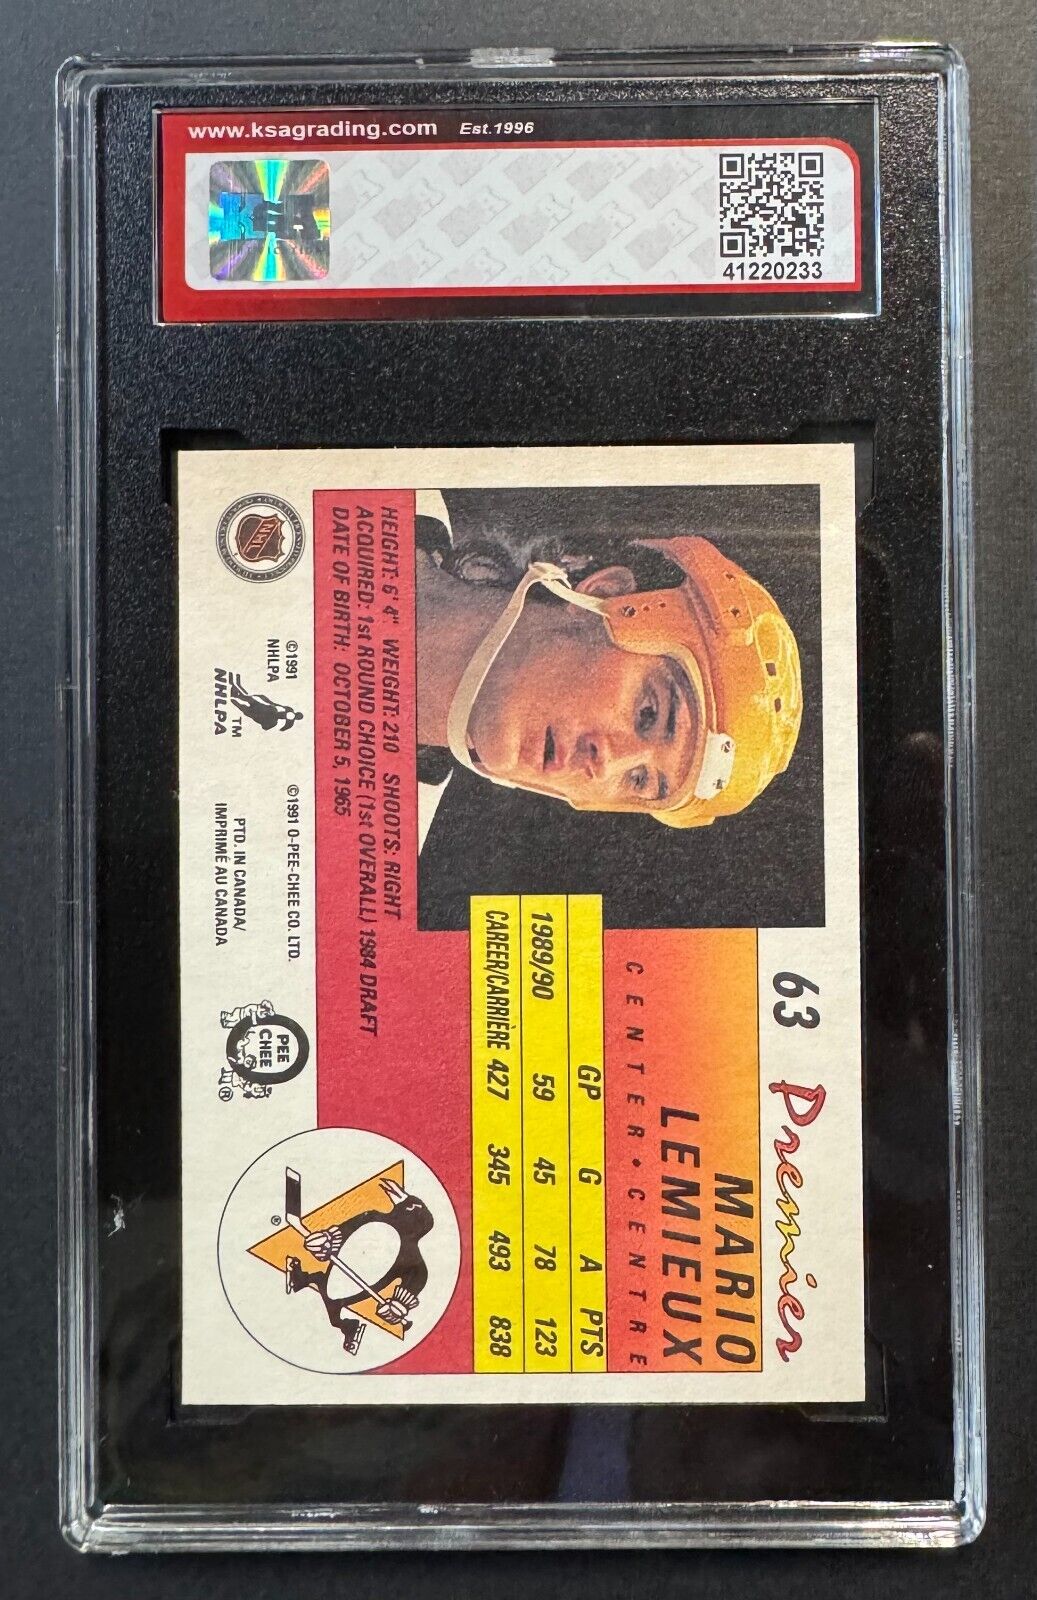 www.ksagrading.com Est.1996
KSA
41220233
63 Premier
MARIO
LEMIEUX
CENTER • CENTRE
GP G A PTS
1989/90 59 45 78 123
CAREER/CARRIÈRE 427 345 493 838
HEIGHT: 6' 4" WEIGHT: 210 SHOOTS: RIGHT
ACQUIRED: 1st ROUND CHOICE (1st OVERALL) 1984 DRAFT
DATE OF BIRTH: OCTOBER 5, 1965
NHL
©1991
NHLPA
NHLPA™
©1991 O-PEE-CHEE CO. LTD.
PTD. IN CANADA/
IMPRIMÉ AU CANADA
O
PEE
CHEE
®
®